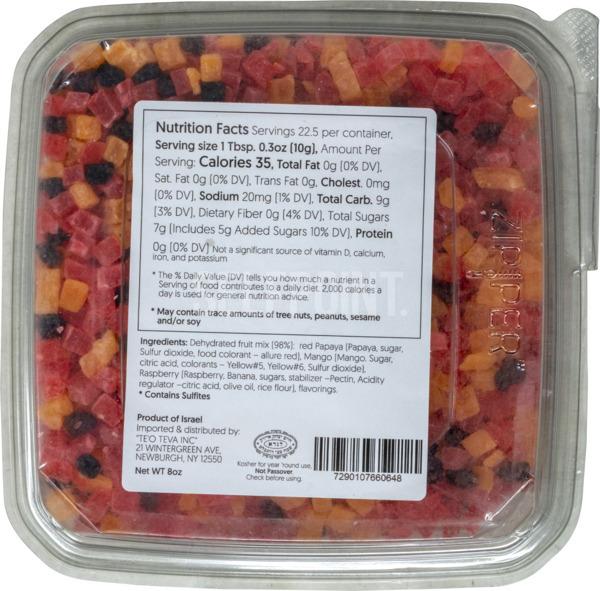 Nutrition Facts Servings 22.5 per container,
Serving size 1 Tbsp. 0.3oz (10g), Amount Per
Serving: Calories 35, Total Fat 0g (0% DV),
Sat. Fat 0g (0% DV), Trans Fat 0g, Cholest. 0mg
(0% DV), Sodium 20mg (1% DV), Total Carb. 9g
(3% DV), Dietary Fiber 0g (4% DV), Total Sugars
7g (Includes 5g Added Sugars 10% DV), Protein
0g (0% DV) Not a significant source of vitamin D, calcium,
iron, and potassium
* The % Daily Value (DV) tells you how much a nutrient in a
Serving of food contributes to a daily diet. 2,000 calories a
day is used for general nutrition advice.
* May contain trace amounts of tree nuts, peanuts, sesame
and/or soy
Ingredients: Dehydrated fruit mix (98%): red Papaya (Papaya, sugar,
Sulfur dioxide, food colorant – allure red), Mango (Mango. Sugar,
citric acid, colorants – Yellow#5, Yellow#6, Sulfur dioxide),
Raspberry (Raspberry, Banana, sugars, stabilizer –Pectin, Acidity
regulator –citric acid, olive oil, rice flour), flavorings.
* Contains Sulfites
Product of Israel
Imported & distributed by:
"TE'O TEVA INC"
21 WINTERGREEN AVE,
NEWBURGH, NY 12550
Net WT 8oz
Kosher for year 'round use,
Not Passover
Check before using.
7290107660648
ZIPPER